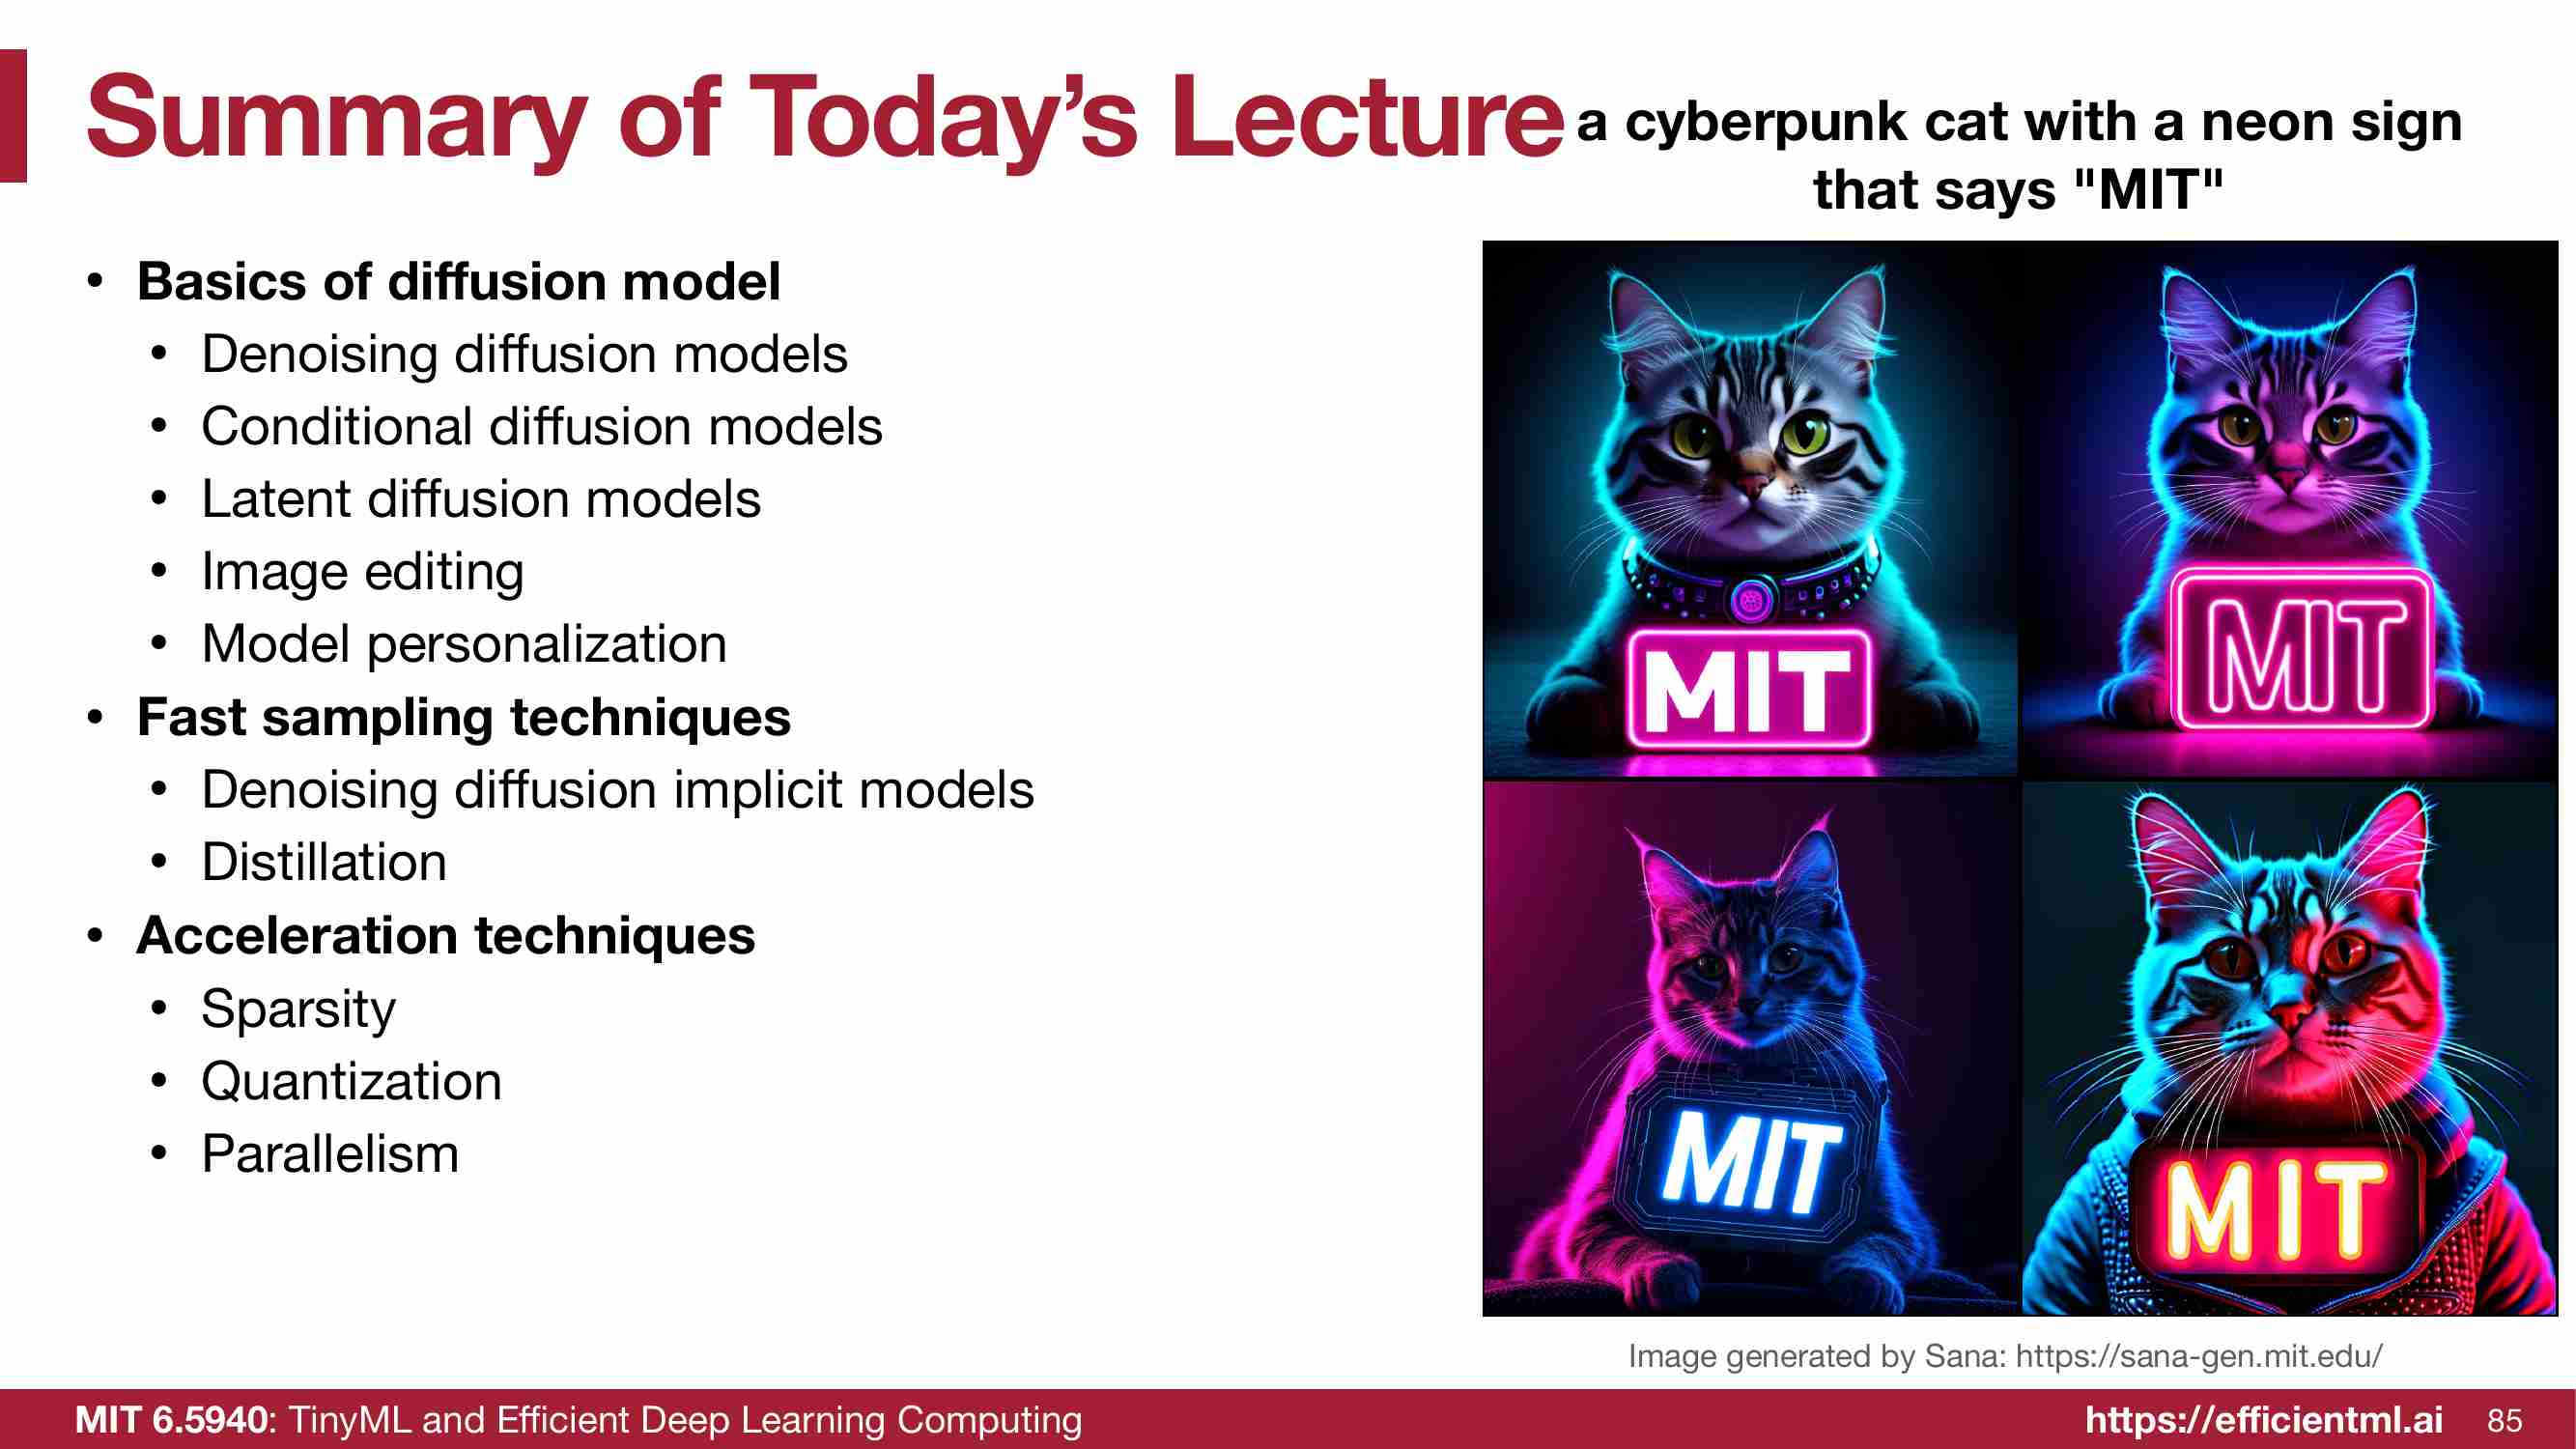 Summary of Today’s Lecture
a cyberpunk cat with a neon sign
that says "MIT"
• Basics of diffusion model
• Denoising diffusion models
• Conditional diffusion models
• Latent diffusion models
• Image editing
• Model personalization
• Fast sampling techniques
• Denoising diffusion implicit models
• Distillation
• Acceleration techniques
• Sparsity
• Quantization
• Parallelism
MIT
MIT
MIT
MIT
Image generated by Sana: https://sana-gen.mit.edu/
MIT 6.5940: TinyML and Efficient Deep Learning Computing
https://efficientml.ai
85